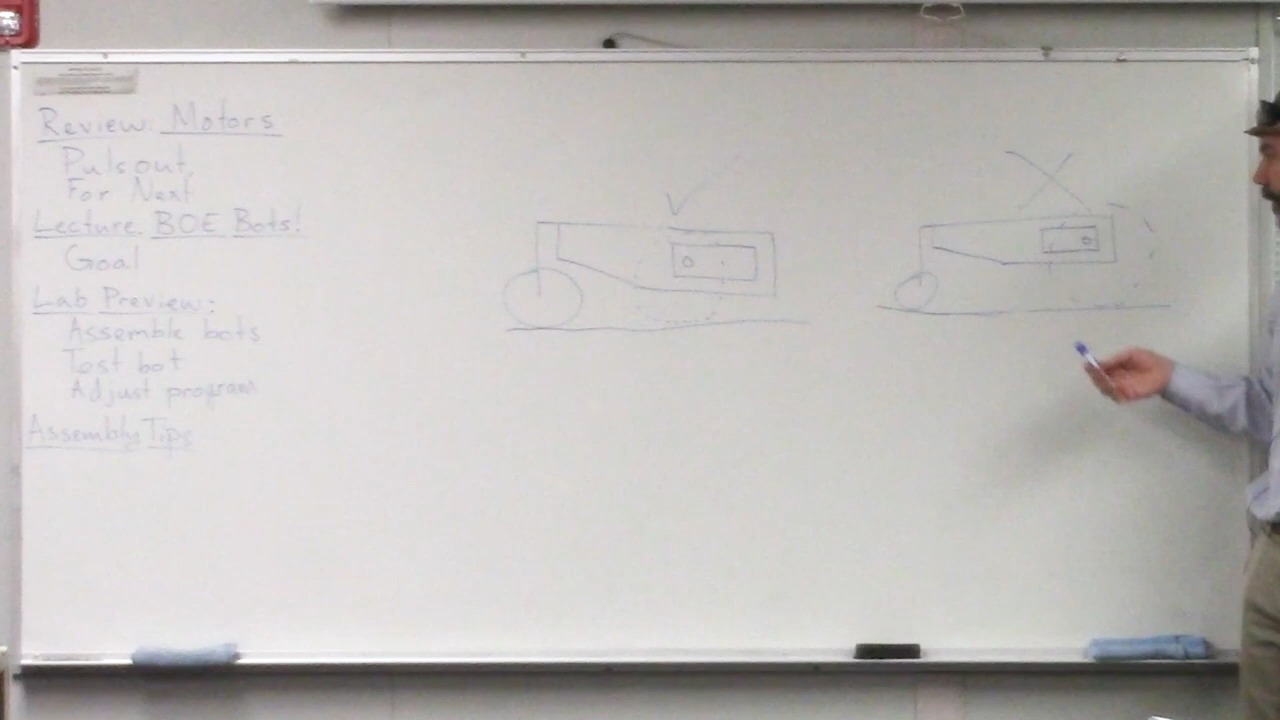 Review: Motors
Pulsout,
For Next
Lecture: BOE Bots!
Goal
Lab Preview:
Assemble bots
Test bot
Adjust program
Assembly Tips